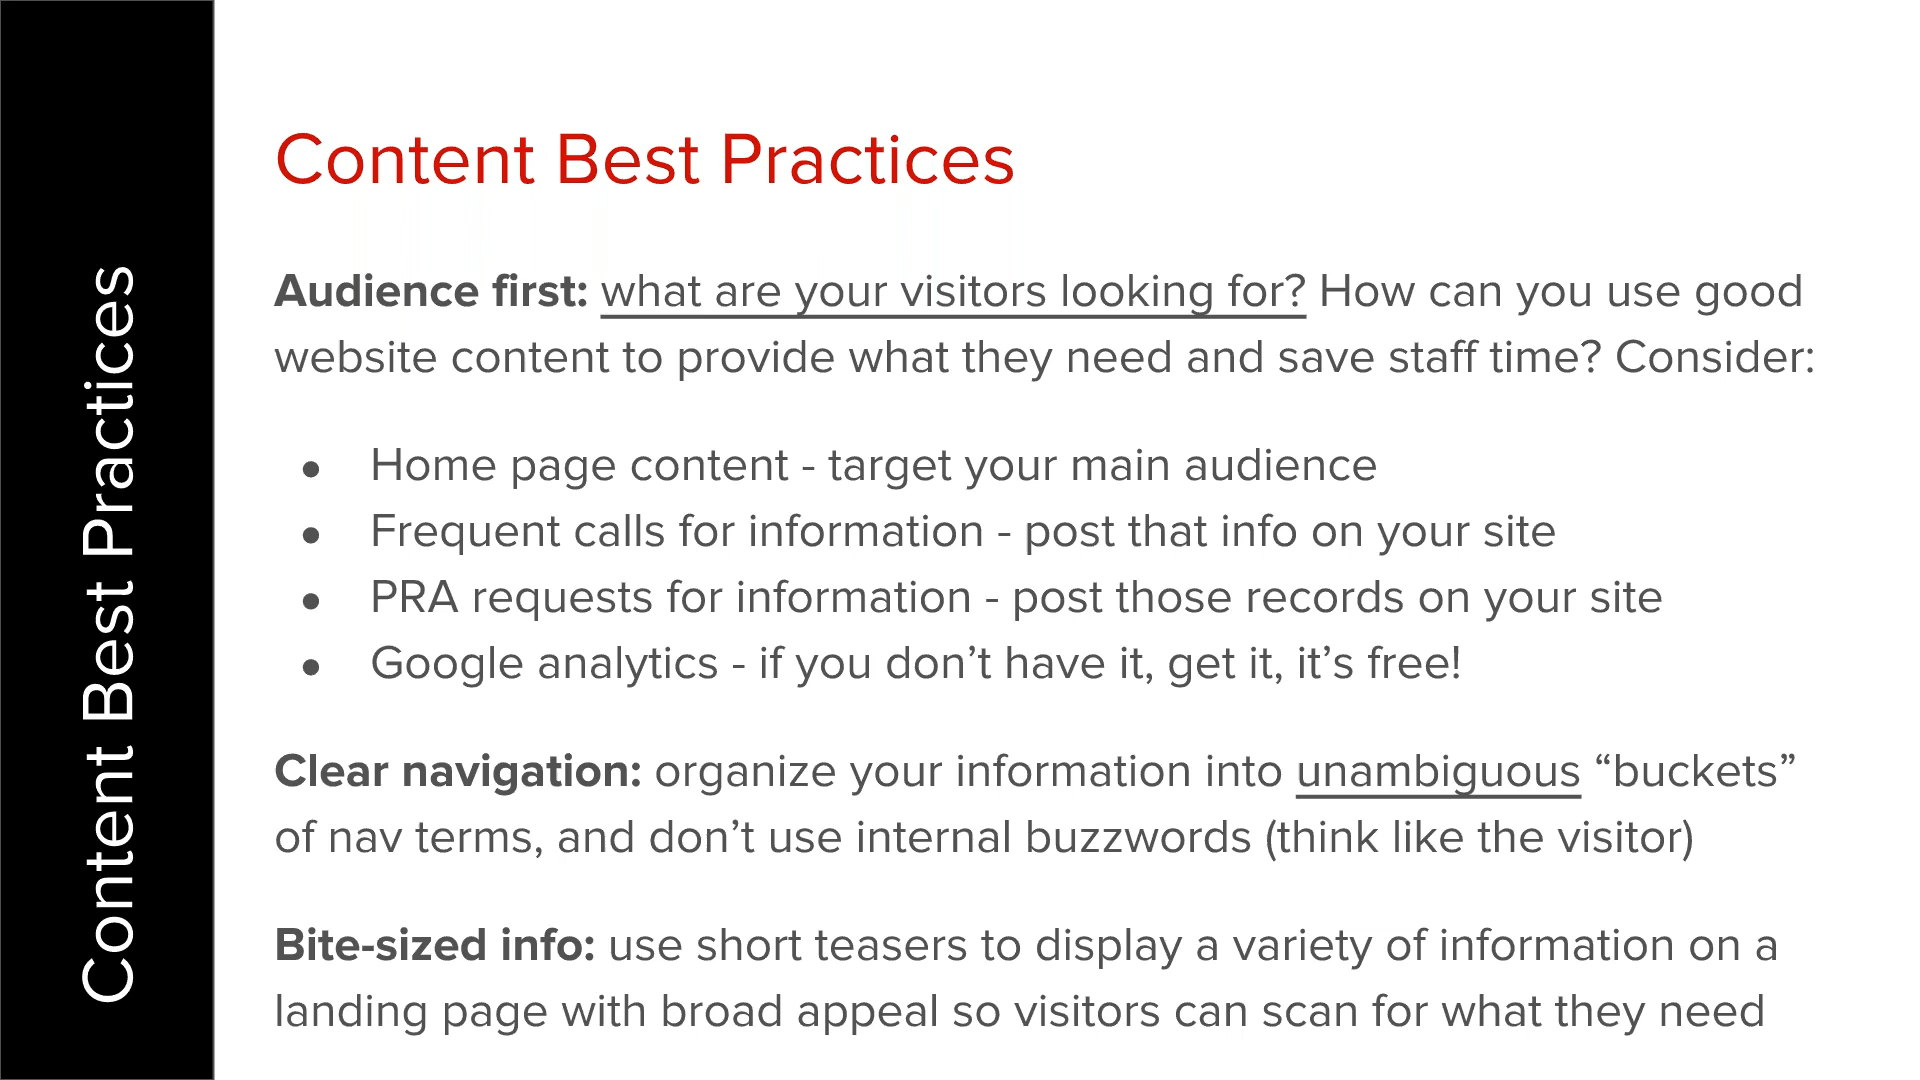 Content Best Practices
Content Best Practices
Audience first: what are your visitors looking for? How can you use good
website content to provide what they need and save staff time? Consider:
● Home page content - target your main audience
● Frequent calls for information - post that info on your site
● PRA requests for information - post those records on your site
● Google analytics - if you don’t have it, get it, it’s free!
Clear navigation: organize your information into unambiguous “buckets”
of nav terms, and don’t use internal buzzwords (think like the visitor)
Bite-sized info: use short teasers to display a variety of information on a
landing page with broad appeal so visitors can scan for what they need